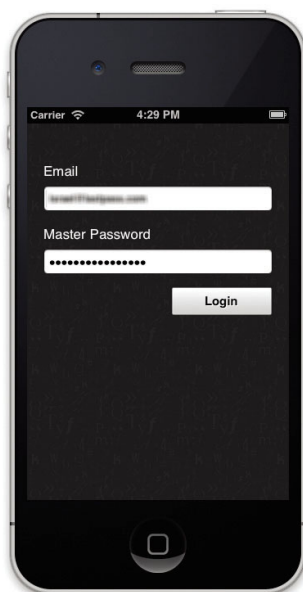 Carrier 4:29 PM
Email
Master Password
••••••••••••••••
Login